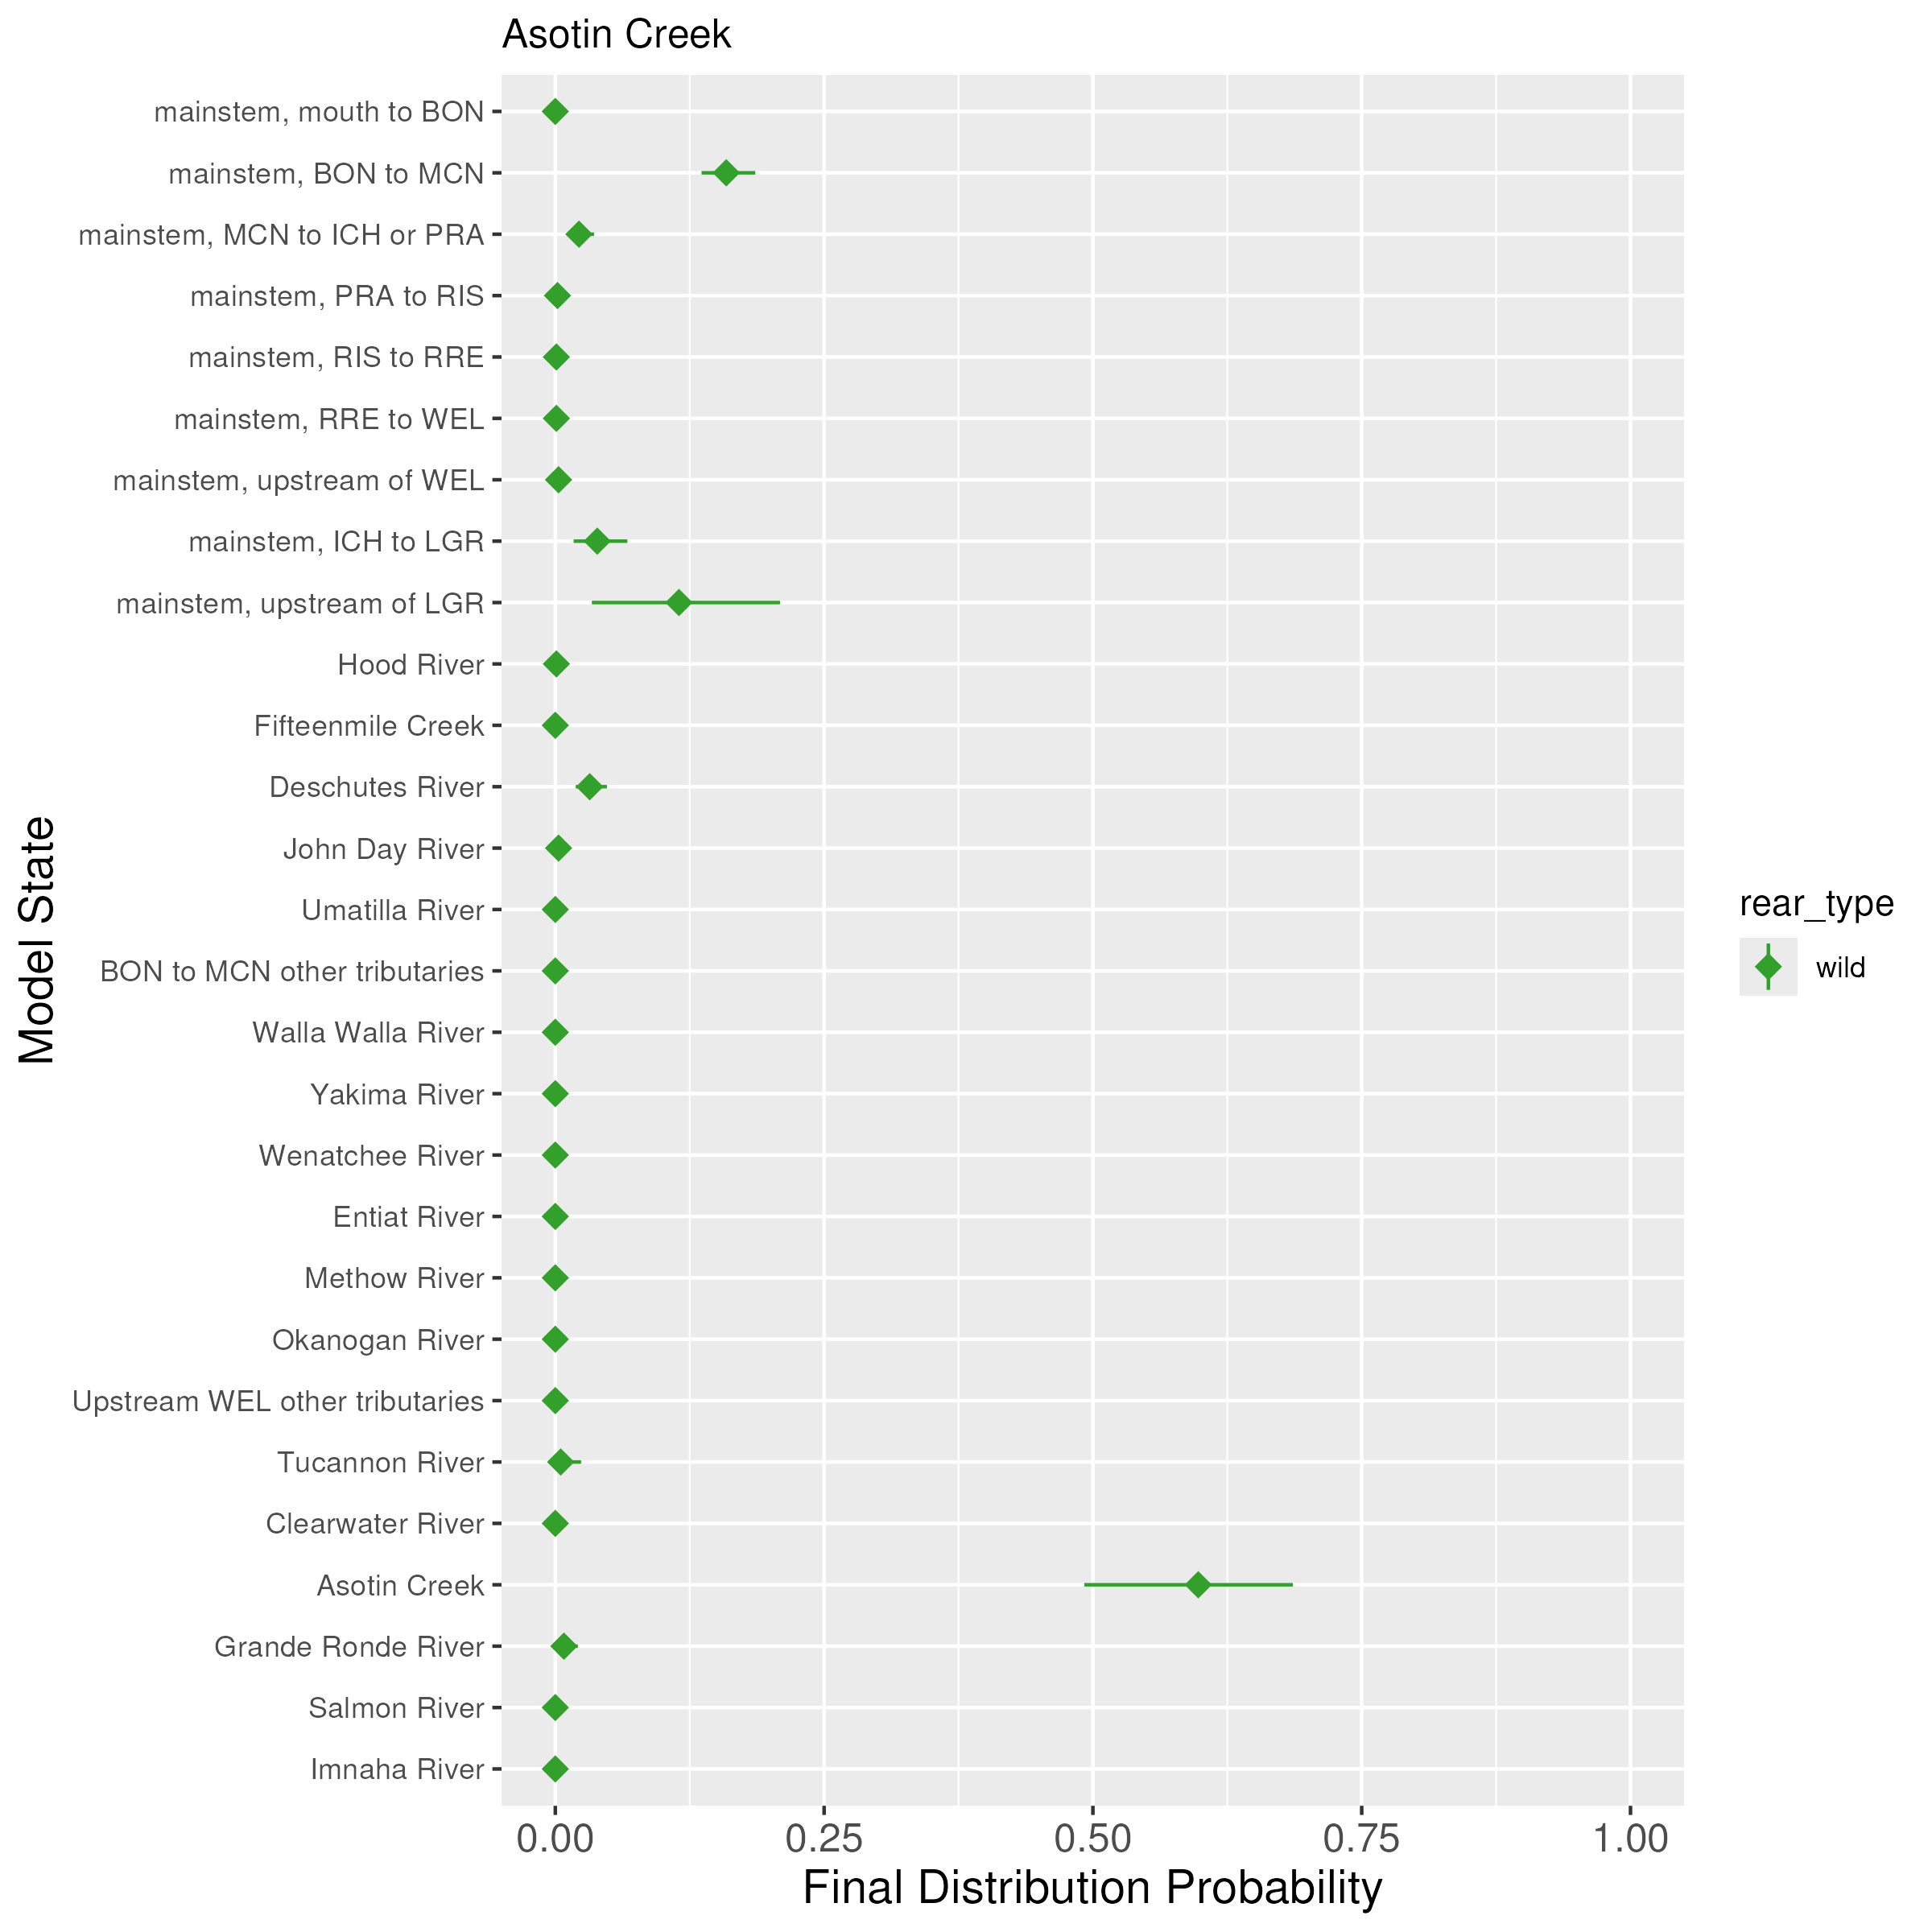 Asotin Creek
Model State
mainstem, mouth to BON
mainstem, BON to MCN
mainstem, MCN to ICH or PRA
mainstem, PRA to RIS
mainstem, RIS to RRE
mainstem, RRE to WEL
mainstem, upstream of WEL
mainstem, ICH to LGR
mainstem, upstream of LGR
Hood River
Fifteenmile Creek
Deschutes River
John Day River
Umatilla River
BON to MCN other tributaries
Walla Walla River
Yakima River
Wenatchee River
Entiat River
Methow River
Okanogan River
Upstream WEL other tributaries
Tucannon River
Clearwater River
Asotin Creek
Grande Ronde River
Salmon River
Imnaha River
0.00 0.25 0.50 0.75 1.00
Final Distribution Probability
rear_type
wild